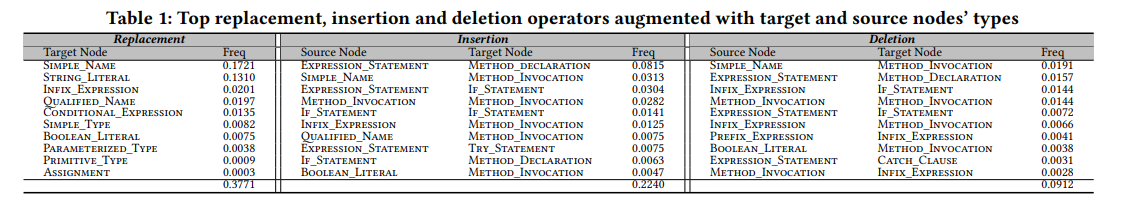 Table 1: Top replacement, insertion and deletion operators augmented with target and source nodes' types
Replacement Insertion Deletion
Target Node Freq Source Node Target Node Freq Source Node Target Node Freq
SIMPLE_NAME 0.1721 EXPRESSION_STATEMENT METHOD_DECLARATION 0.0815 SIMPLE_NAME METHOD_INVOCATION 0.0191
STRING_LITERAL 0.1310 SIMPLE_NAME METHOD_INVOCATION 0.0313 EXPRESSION_STATEMENT METHOD_DECLARATION 0.0157
INFIX_EXPRESSION 0.0201 EXPRESSION_STATEMENT IF_STATEMENT 0.0304 INFIX_EXPRESSION IF_STATEMENT 0.0144
QUALIFIED_NAME 0.0197 METHOD_INVOCATION METHOD_INVOCATION 0.0282 METHOD_INVOCATION METHOD_INVOCATION 0.0144
CONDITIONAL_EXPRESSION 0.0135 IF_STATEMENT IF_STATEMENT 0.0141 EXPRESSION_STATEMENT IF_STATEMENT 0.0072
SIMPLE_TYPE 0.0082 INFIX_EXPRESSION METHOD_INVOCATION 0.0125 INFIX_EXPRESSION METHOD_INVOCATION 0.0066
BOOLEAN_LITERAL 0.0075 QUALIFIED_NAME METHOD_INVOCATION 0.0075 PREFIX_EXPRESSION INFIX_EXPRESSION 0.0041
PARAMETERIZED_TYPE 0.0038 EXPRESSION_STATEMENT TRY_STATEMENT 0.0075 BOOLEAN_LITERAL METHOD_INVOCATION 0.0038
PRIMITIVE_TYPE 0.0009 IF_STATEMENT METHOD_DECLARATION 0.0063 EXPRESSION_STATEMENT CATCH_CLAUSE 0.0031
ASSIGNMENT 0.0003 BOOLEAN_LITERAL METHOD_INVOCATION 0.0047 METHOD_INVOCATION INFIX_EXPRESSION 0.0028
0.3771 0.2240 0.0912